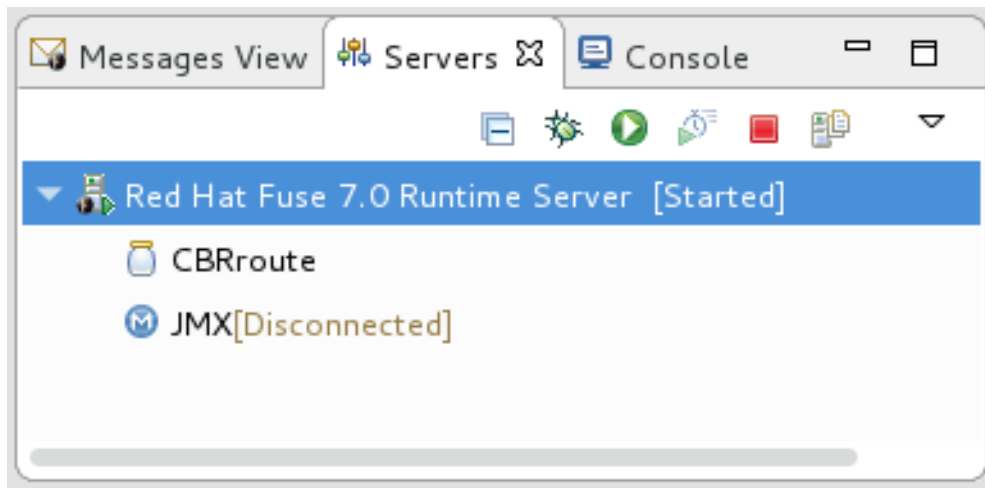 Messages View Servers Console
Red Hat Fuse 7.0 Runtime Server [Started]
CBRroute
JMX[Disconnected]